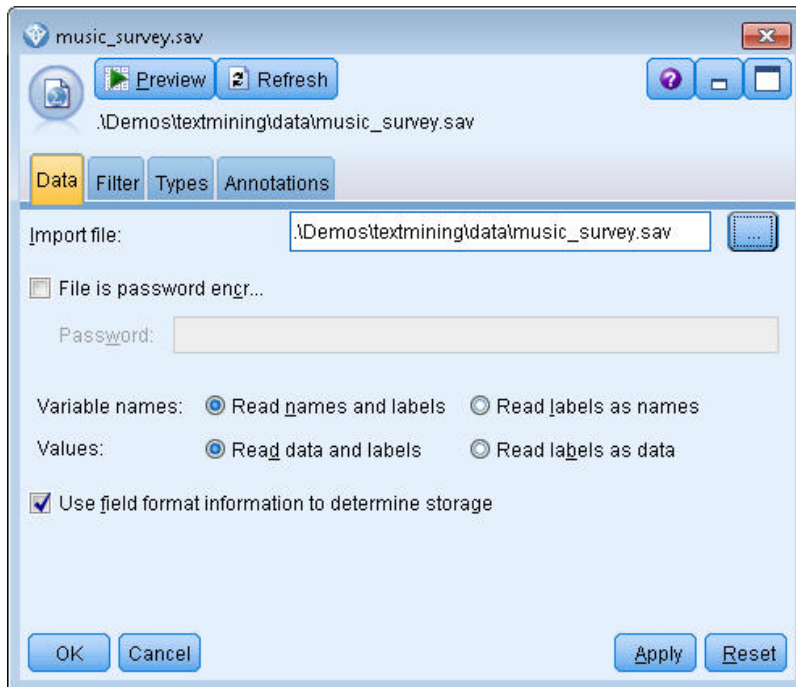 music_survey.sav
Preview Refresh ?
.\Demos\textmining\data\music_survey.sav
Data Filter Types Annotations
Import file: .\Demos\textmining\data\music_survey.sav ...
File is password encr...
Password:
Variable names: Read names and labels Read labels as names
Values: Read data and labels Read labels as data
Use field format information to determine storage
OK Cancel Apply Reset